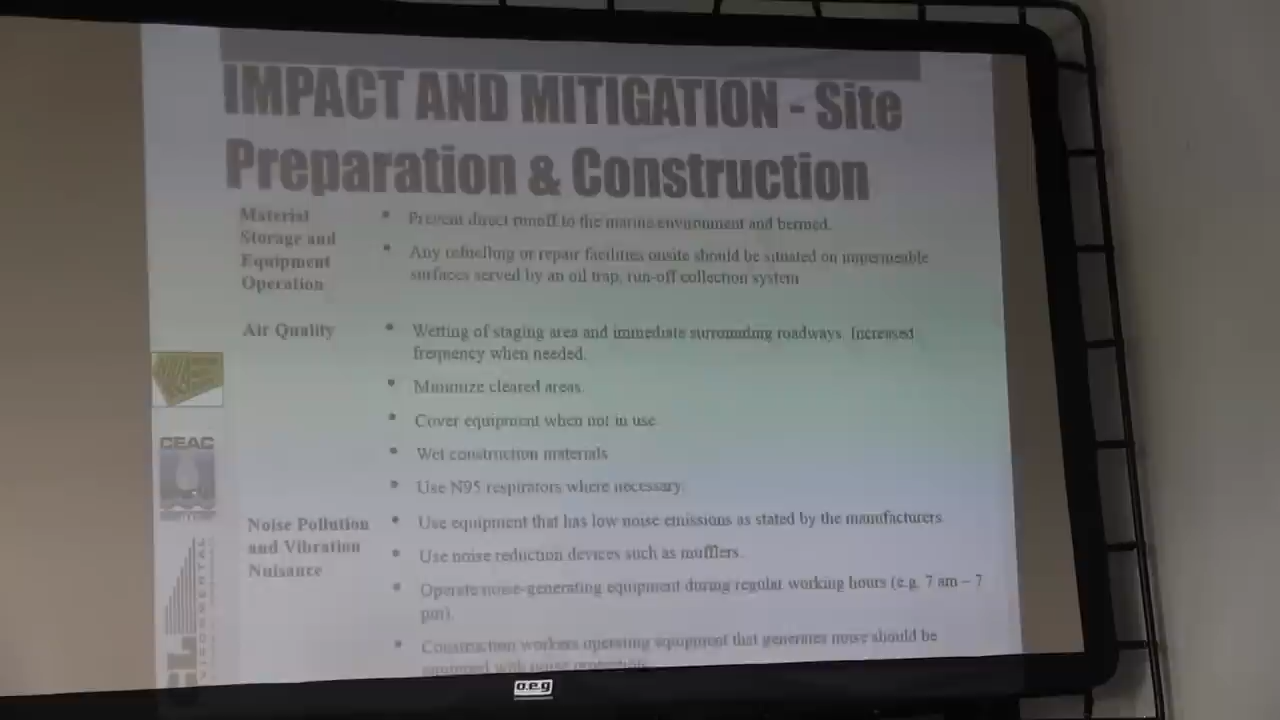 IMPACT AND MITIGATION - Site
Preparation & Construction
Material
Storage and
Equipment
Operation
• Prevent direct runoff to the marine environment and bermed.
• Any refuelling or repair facilities onsite should be situated on impermeable
surfaces served by an oil trap, run-off collection system
Air Quality
• Wetting of staging area and immediate surrounding roadways. Increased
frequency when needed.
• Minimize cleared areas.
• Cover equipment when not in use
• Wet construction materials
• Use N95 respirators where necessary.
Noise Pollution
and Vibration
Nuisance
• Use equipment that has low noise emissions as stated by the manufacturers
• Use noise reduction devices such as mufflers.
• Operate noise-generating equipment during regular working hours (e.g. 7 am – 7
pm).
• Construction workers operating equipment that generates noise should be
equipped with noise protection.
CEAC
a.e.g